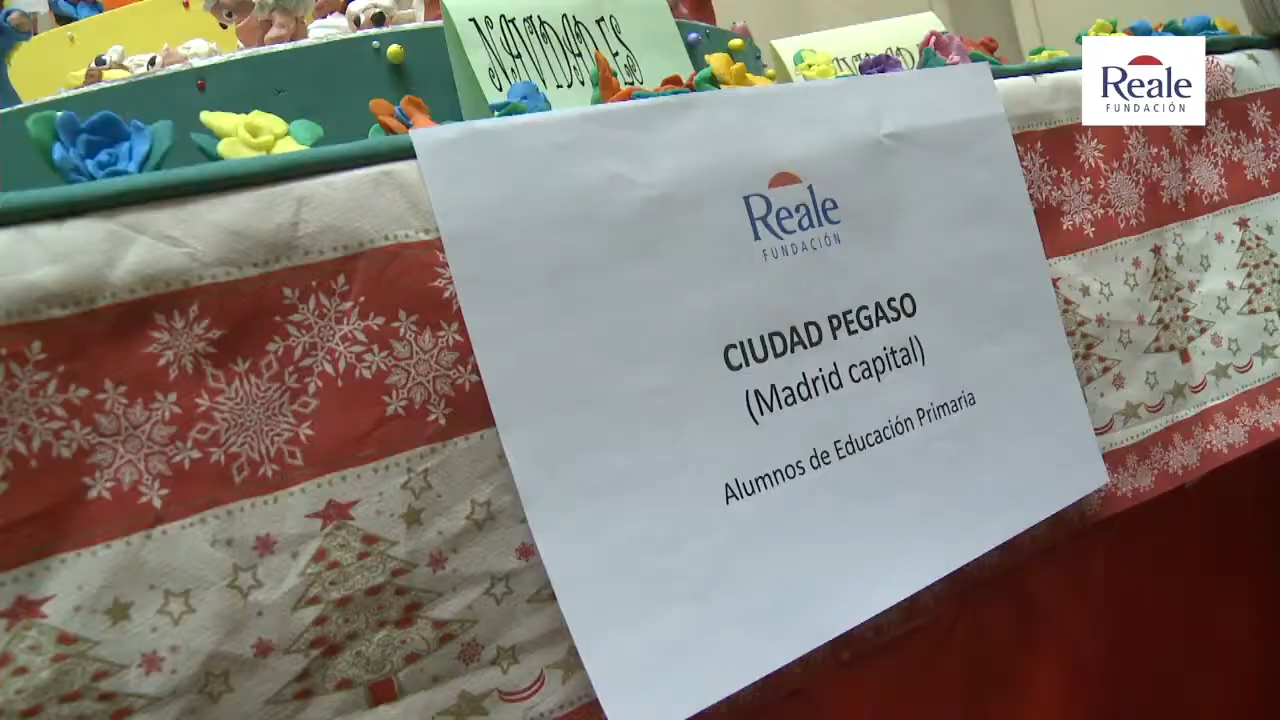 NAVIDADES
Reale
FUNDACIÓN
Reale
FUNDACIÓN
CIUDAD PEGASO
(Madrid capital)
Alumnos de Educación Primaria